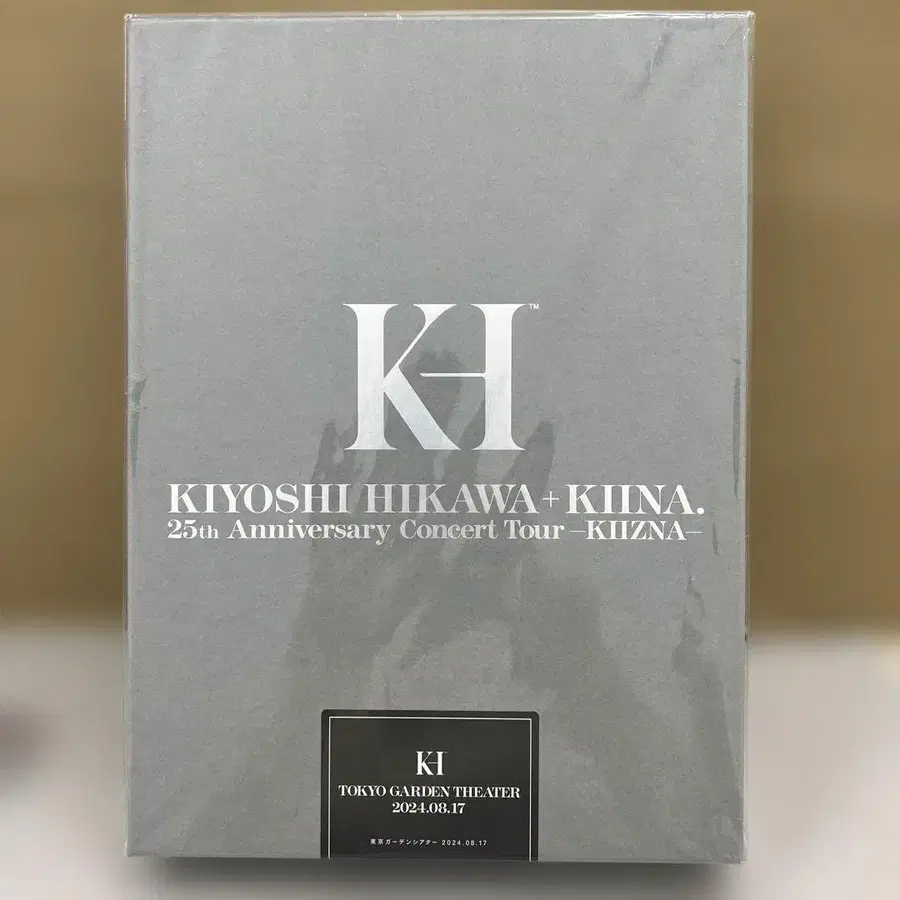 KH™
KIYOSHI HIKAWA+KIINA.
25th Anniversary Concert Tour –KIIZNA–
KH
TOKYO GARDEN THEATER
2024.08.17
東京ガーデンシアター 2024.08.17